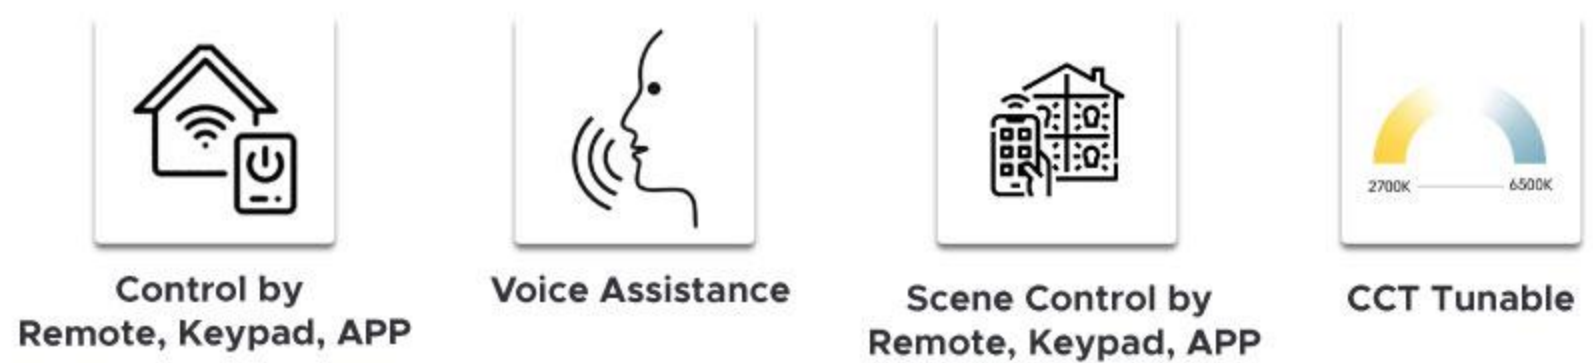 Control by
Remote, Keypad, APP
Voice Assistance
Scene Control by
Remote, Keypad, APP
2700K
6500K
CCT Tunable